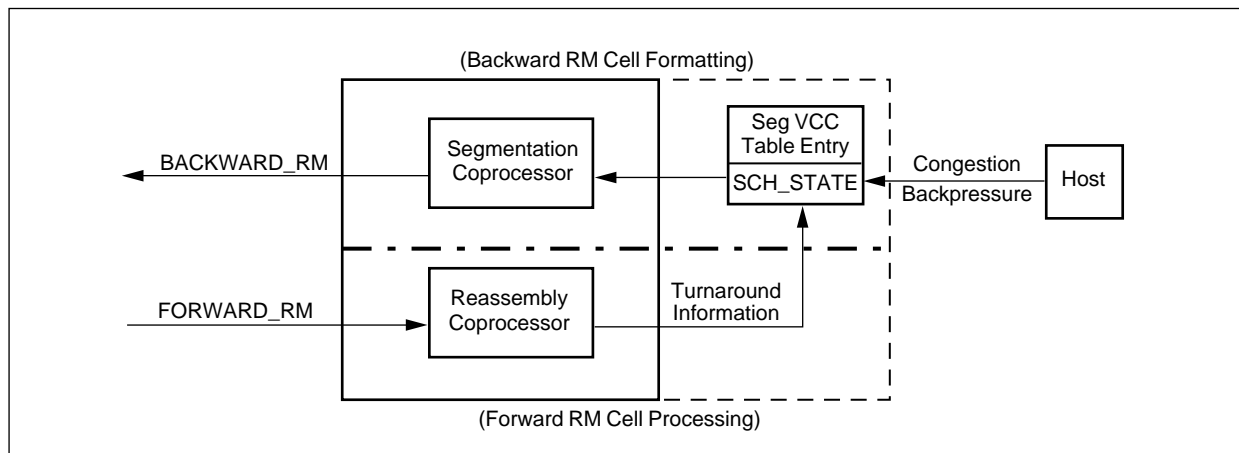 (Backward RM Cell Formatting)
Seg VCC
Table Entry
SCH_STATE
Segmentation
Coprocessor
BACKWARD_RM
Congestion
Backpressure
Host
Reassembly
Coprocessor
FORWARD_RM
Turnaround
Information
(Forward RM Cell Processing)